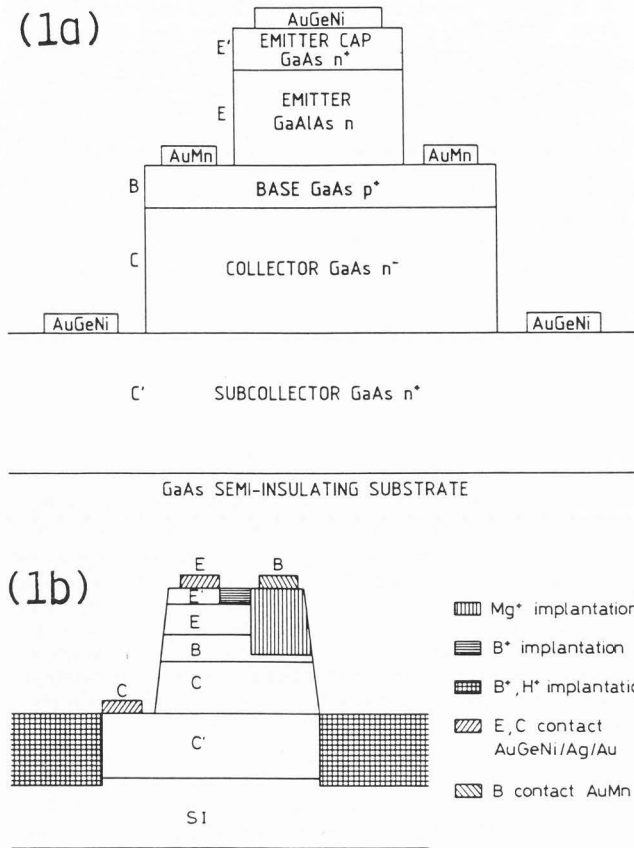 (1a)
AuGeNi
E'
EMITTER CAP
GaAs n⁺
E
EMITTER
GaAlAs n
AuMn
AuMn
B
BASE GaAs p⁺
C
COLLECTOR GaAs n⁻
AuGeNi
AuGeNi
C'
SUBCOLLECTOR GaAs n⁺
GaAs SEMI-INSULATING SUBSTRATE
(1b)
E
B
E'
E
B
C
C
C'
SI
Mg⁺ implantation
B⁺ implantation
B⁺,H⁺ implantatio
E,C contact
AuGeNi/Ag/Au
B contact AuMn